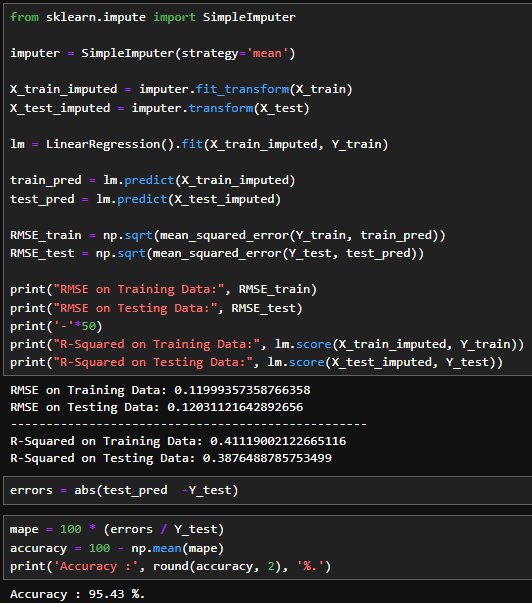 from sklearn.impute import SimpleImputer
imputer = SimpleImputer(strategy='mean')
X_train_imputed = imputer.fit_transform(X_train)
X_test_imputed = imputer.transform(X_test)
lm = LinearRegression().fit(X_train_imputed, Y_train)
train_pred = lm.predict(X_train_imputed)
test_pred = lm.predict(X_test_imputed)
RMSE_train = np.sqrt(mean_squared_error(Y_train, train_pred))
RMSE_test = np.sqrt(mean_squared_error(Y_test, test_pred))
print("RMSE on Training Data:", RMSE_train)
print("RMSE on Testing Data:", RMSE_test)
print('-'*50)
print("R-Squared on Training Data:", lm.score(X_train_imputed, Y_train))
print("R-Squared on Testing Data:", lm.score(X_test_imputed, Y_test))
RMSE on Training Data: 0.11999357358766358
RMSE on Testing Data: 0.12031121642892656
--------------------------------------------------
R-Squared on Training Data: 0.41119002122665116
R-Squared on Testing Data: 0.3876488785753499
errors = abs(test_pred  -Y_test)
mape = 100 * (errors / Y_test)
accuracy = 100 - np.mean(mape)
print('Accuracy :', round(accuracy, 2), '%.')
Accuracy : 95.43 %.